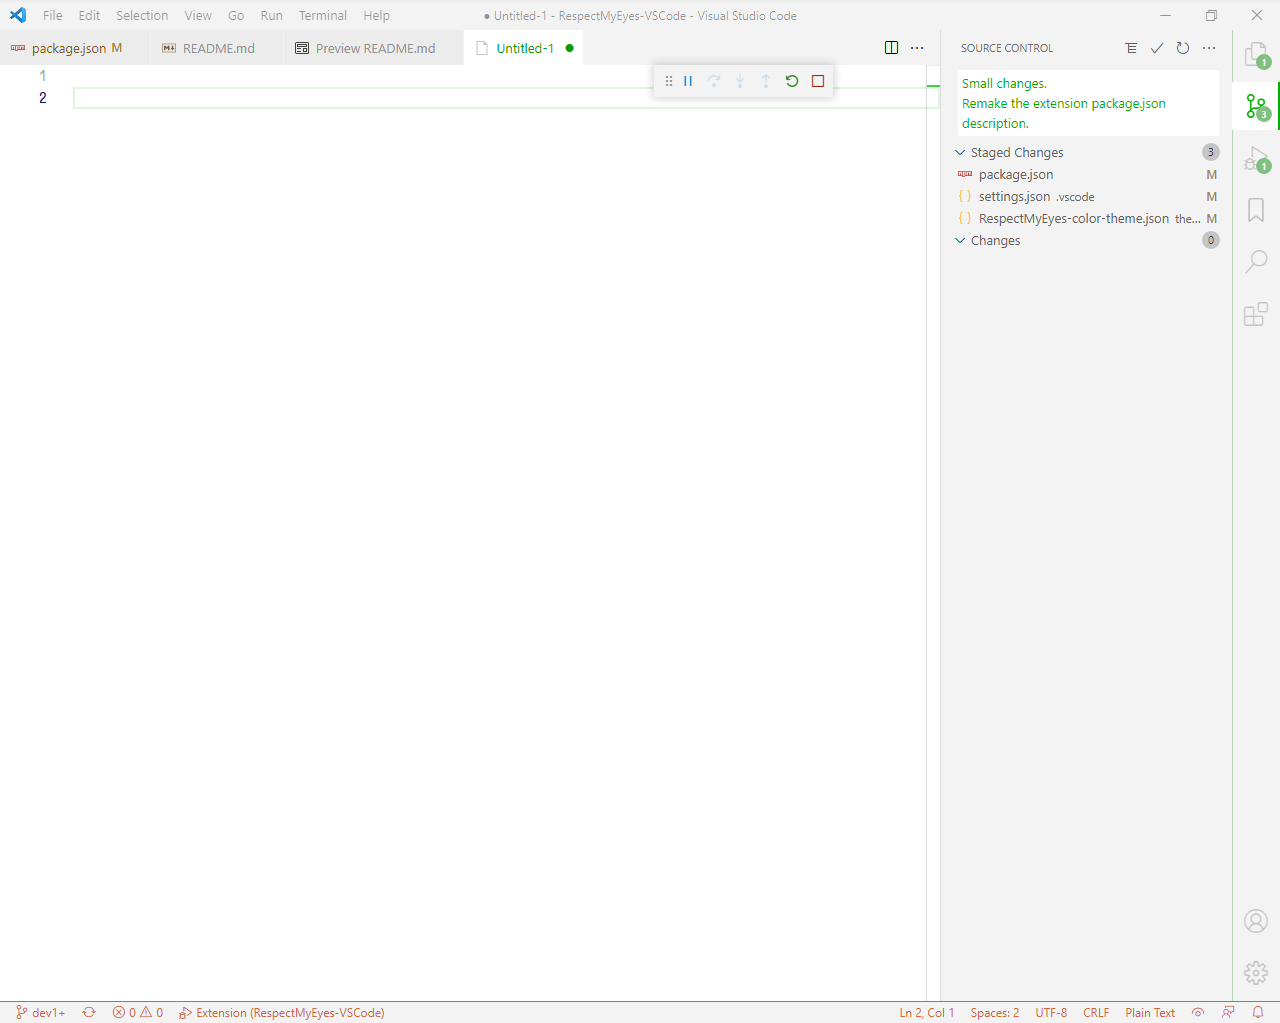 File Edit Selection View Go Run Terminal Help ● Untitled-1 - RespectMyEyes-VSCode - Visual Studio Code
package.json M README.md Preview README.md Untitled-1 ●
SOURCE CONTROL
1
2
Small changes.
Remake the extension package.json
description.
Staged Changes 3
package.json M
settings.json .vscode M
RespectMyEyes-color-theme.json the... M
Changes 0
1
3
1
dev1+ 0 0 Extension (RespectMyEyes-VSCode) Ln 2, Col 1 Spaces: 2 UTF-8 CRLF Plain Text